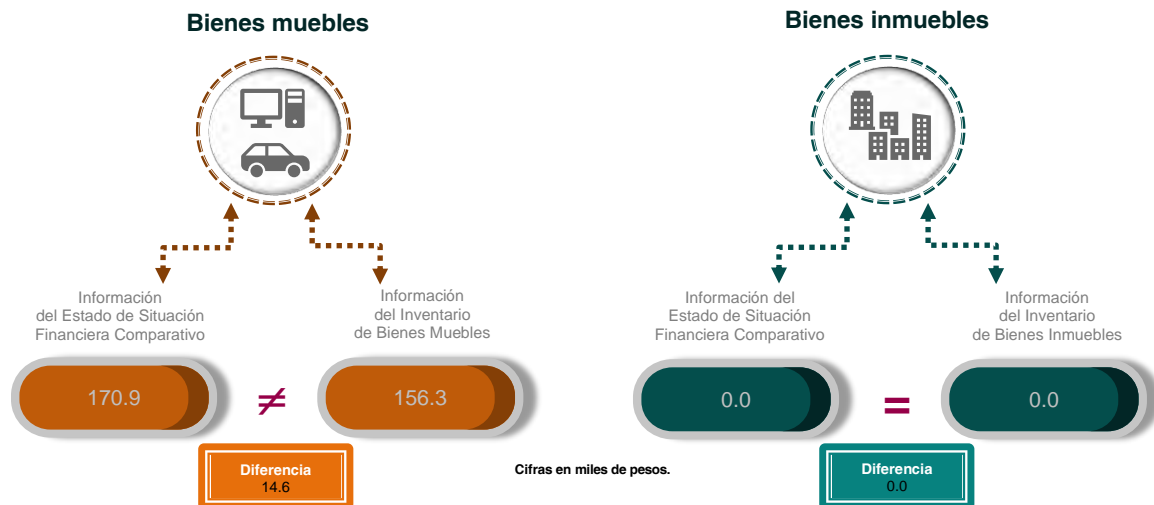 Bienes muebles
Información
del Estado de Situación
Financiera Comparativo
Información
del Inventario
de Bienes Muebles
170.9
≠
156.3
Diferencia
14.6
Cifras en miles de pesos.
Bienes inmuebles
Información del
Estado de Situación
Financiera Comparativo
Información
del Inventario
de Bienes Inmuebles
0.0
=
0.0
Diferencia
0.0